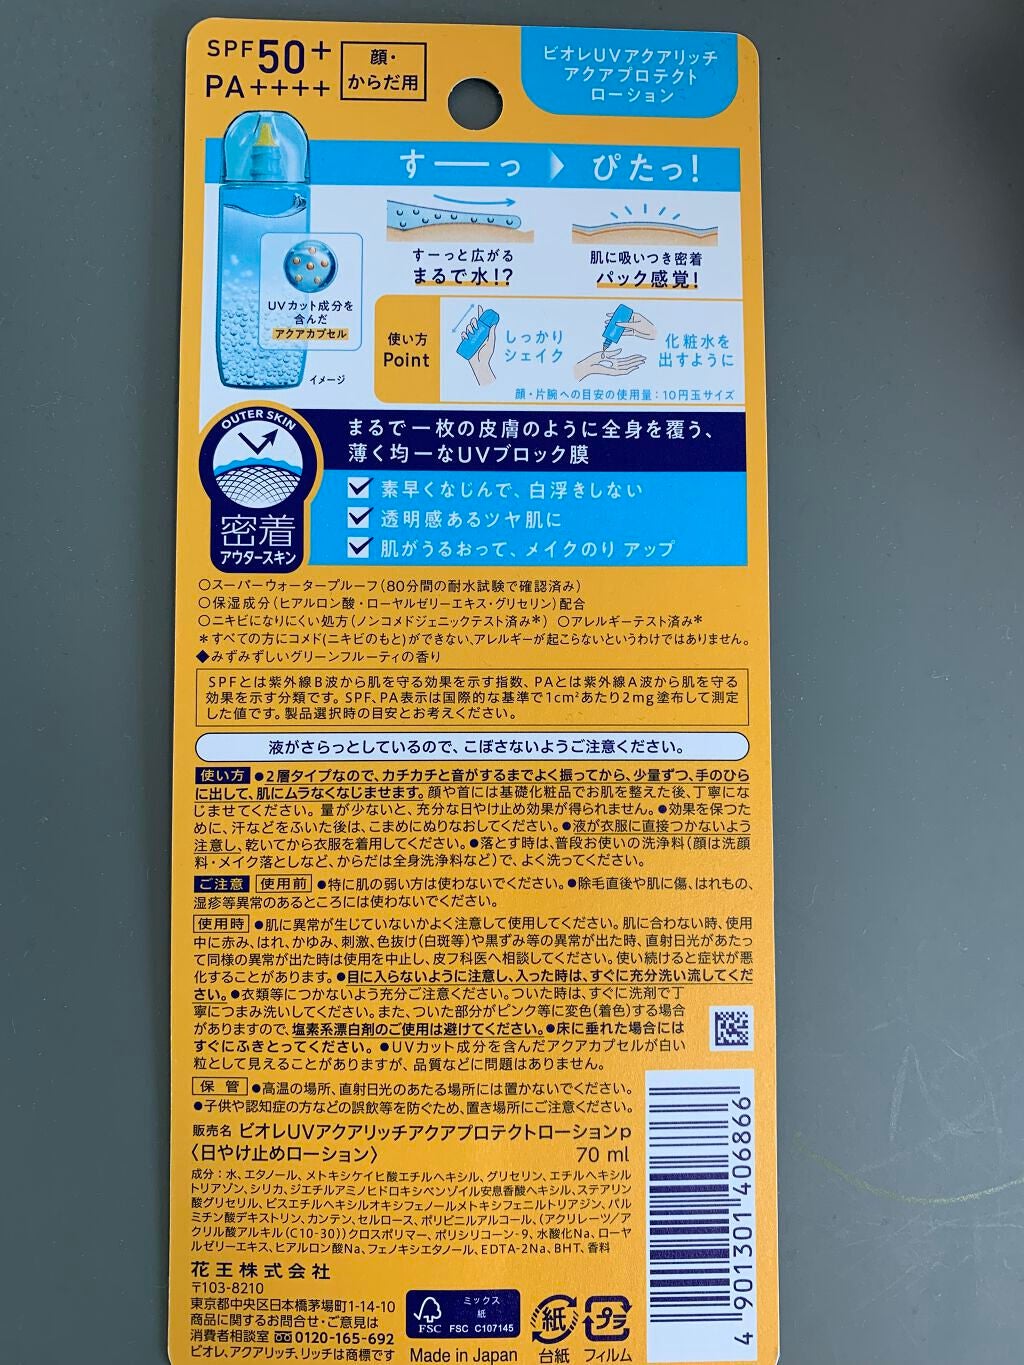 SPF50+
PA++++
顔・
からだ用
ビオレUVアクアリッチ
アクアプロテクト
ローション
すーっ ぴたっ!
すーっと広がる
まるで水!?
肌に吸いつき密着
パック感覚!
UVカット成分を
含んだ
アクアカプセル
イメージ
使い方
Point
しっかり
シェイク
化粧水を
出すように
顔・片腕への目安の使用量:10円玉サイズ
OUTER SKIN
密着
アウタースキン
まるで一枚の皮膚のように全身を覆う、
薄く均一なUVブロック膜
素早くなじんで、白浮きしない
透明感あるツヤ肌に
肌がうるおって、メイクのり アップ
○スーパーウォータープルーフ(80分間の耐水試験で確認済み)
○保湿成分(ヒアルロン酸・ローヤルゼリーエキス・グリセリン)配合
○ニキビになりにくい処方(ノンコメドジェニックテスト済み*) ○アレルギーテスト済み*
*すべての方にコメド(ニキビのもと)ができない、アレルギーが起こらないというわけではありません。
◆みずみずしいグリーンフルーティの香り
SPFとは紫外線B波から肌を守る効果を示す指数、PAとは紫外線A波から肌を守る
効果を示す分類です。SPF、PA表示は国際的な基準で1cm²あたり2mg塗布して測定
した値です。製品選択時の目安とお考えください。
液がさらっとしているので、こぼさないようご注意ください。
使い方 ●2層タイプなので、カチカチと音がするまでよく振ってから、少量ずつ、手のひら
に出して、肌にムラなくなじませます。顔や首には基礎化粧品でお肌を整えた後、丁寧にな
じませてください。量が少ないと、充分な日やけ止め効果が得られません。●効果を保つた
めに、汗などをふいた後は、こまめにぬりなおしてください。●液が衣服に直接つかないよう
注意し、乾いてから衣服を着用してください。●落とす時は、普段お使いの洗浄料(顔は洗顔
料・メイク落としなど、からだは全身洗浄料など)で、よく洗ってください。
ご注意 使用前 ●特に肌の弱い方は使わないでください。●除毛直後や肌に傷、はれもの、
湿疹等異常のあるところには使わないでください。
使用時 ●肌に異常が生じていないかよく注意して使用してください。肌に合わない時、使用
中に赤み、はれ、かゆみ、刺激、色抜け(白斑等)や黒ずみ等の異常が出た時、直射日光があたっ
て同様の異常が出た時は使用を中止し、皮フ科医へ相談してください。使い続けると症状が悪
化することがあります。●目に入らないように注意し、入った時は、すぐに充分洗い流してくだ
さい。●衣類等につかないよう充分ご注意ください。ついた時は、すぐに洗剤で丁
寧につまみ洗いしてください。また、ついた部分がピンク等に変色(着色)する場合
がありますので、塩素系漂白剤のご使用は避けてください。●床に垂れた場合には
すぐにふきとってください。●UVカット成分を含んだアクアカプセルが白い
粒として見えることがありますが、品質などに問題はありません。
保 管 ●高温の場所、直射日光のあたる場所には置かないでください。
●子供や認知症の方などの誤飲等を防ぐため、置き場所にご注意ください。
販売名 ビオレUVアクアリッチアクアプロテクトローションp
〈日やけ止めローション〉 70 ml
成分:水、エタノール、メトキシケイヒ酸エチルヘキシル、グリセリン、エチルヘキシル
トリアゾン、シリカ、ジエチルアミノヒドロキシベンゾイル安息香酸ヘキシル、ステアリン
酸グリセリル、ビスエチルヘキシルオキシフェノールメトキシフェニルトリアジン、パル
ミチン酸デキストリン、カンテン、セルロース、ポリビニルアルコール、(アクリレーツ/ア
クリル酸アルキル(C10-30))クロスポリマー、ポリシリコーン-9、水酸化Na、ローヤ
ルゼリーエキス、ヒアルロン酸Na、フェノキシエタノール、EDTA-2Na、BHT、香料
花王株式会社
〒103-8210
東京都中央区日本橋茅場町1-14-10
商品に関するお問合せ・ご意見は
消費者相談室 0120-165-692
ビオレ、アクアリッチ、リッチは商標です
FSC
ミックス
紙
FSC C107145
Made in Japan
紙
台紙
プラ
フィルム
4 901301 406866